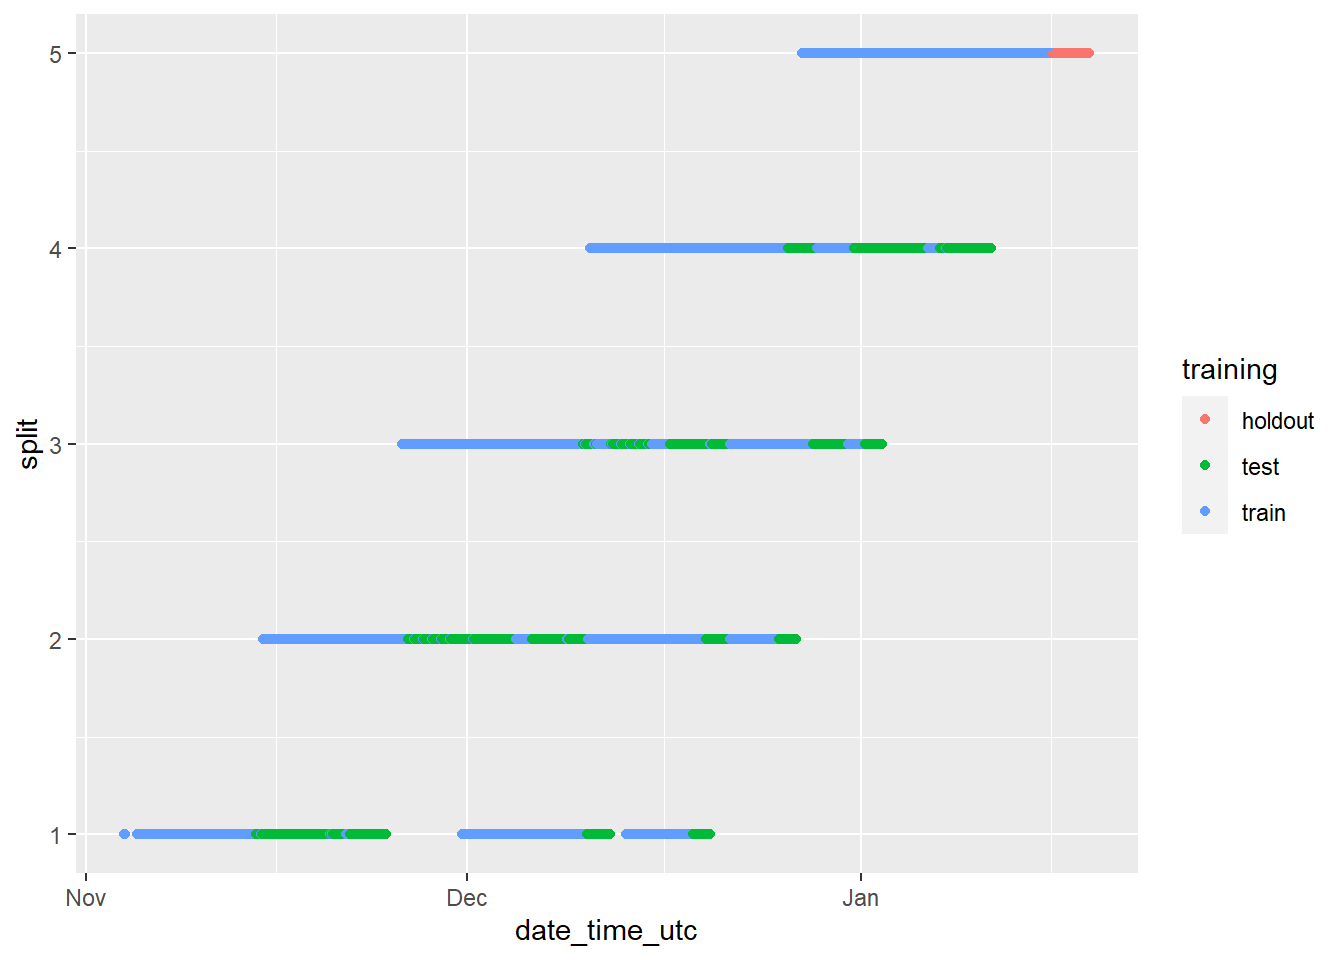 5
4
3
2
1
split
Nov
Dec
Jan
date_time_utc
training
holdout
test
train